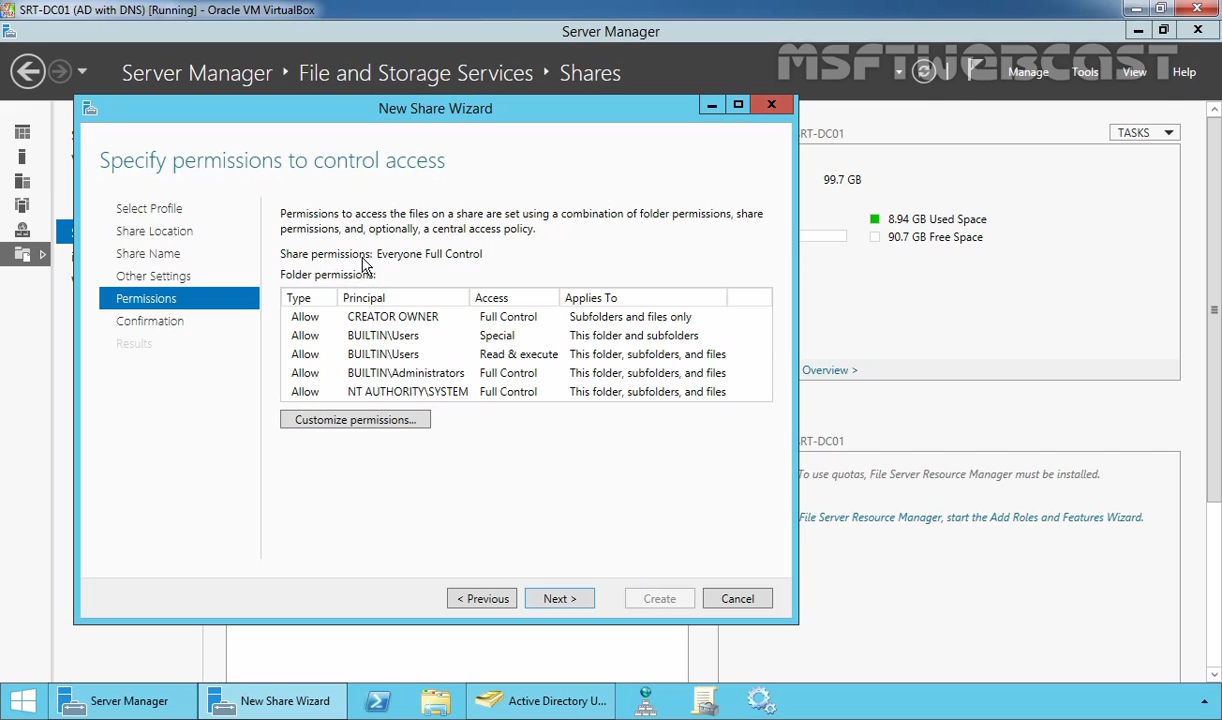 SRT-DC01 (AD with DNS) [Running] - Oracle VM VirtualBox
Server Manager
Server Manager ‣ File and Storage Services ‣ Shares
MSFTWEBCAST
Manage Tools View Help
New Share Wizard
SRT-DC01
TASKS
Specify permissions to control access
99.7 GB
8.94 GB Used Space
90.7 GB Free Space
Select Profile
Share Location
Share Name
Other Settings
Permissions
Confirmation
Results
Permissions to access the files on a share are set using a combination of folder permissions, share
permissions, and, optionally, a central access policy.
Share permissions: Everyone Full Control
Folder permissions:
Type Principal Access Applies To
Allow CREATOR OWNER Full Control Subfolders and files only
Allow BUILTIN\Users Special This folder and subfolders
Allow BUILTIN\Users Read & execute This folder, subfolders, and files
Allow BUILTIN\Administrators Full Control This folder, subfolders, and files
Allow NT AUTHORITY\SYSTEM Full Control This folder, subfolders, and files
Customize permissions...
Overview >
SRT-DC01
To use quotas, File Server Resource Manager must be installed.
File Server Resource Manager, start the Add Roles and Features Wizard.
< Previous Next > Create Cancel
Server Manager New Share Wizard Active Directory U...